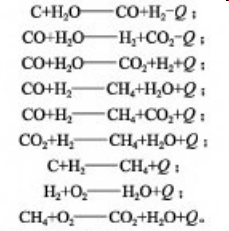 C+H₂O——CO+H₂-Q；
CO+H₂O——H₂+CO₂-Q；
CO+H₂O——CO₂+H₂+Q；
CO+H₂——CH₄+H₂O+Q；
CO+H₂——CH₄+CO₂+Q；
CO₂+H₂——CH₄+H₂O+Q；
C+H₂——CH₄+Q；
H₂+O₂——H₂O+Q；
CH₄+O₂——CO₂+H₂O+Q。